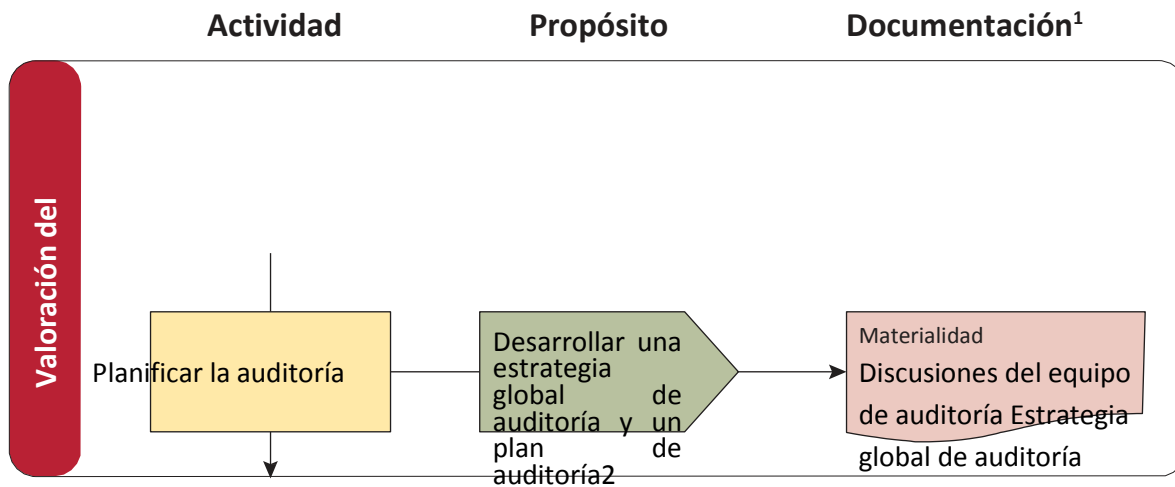 Actividad
Propósito
Documentación¹
Valoración del
Planificar la auditoría
Desarrollar una
estrategia
global de
auditoría y un
plan de
auditoría2
Materialidad
Discusiones del equipo
de auditoría Estrategia
global de auditoría